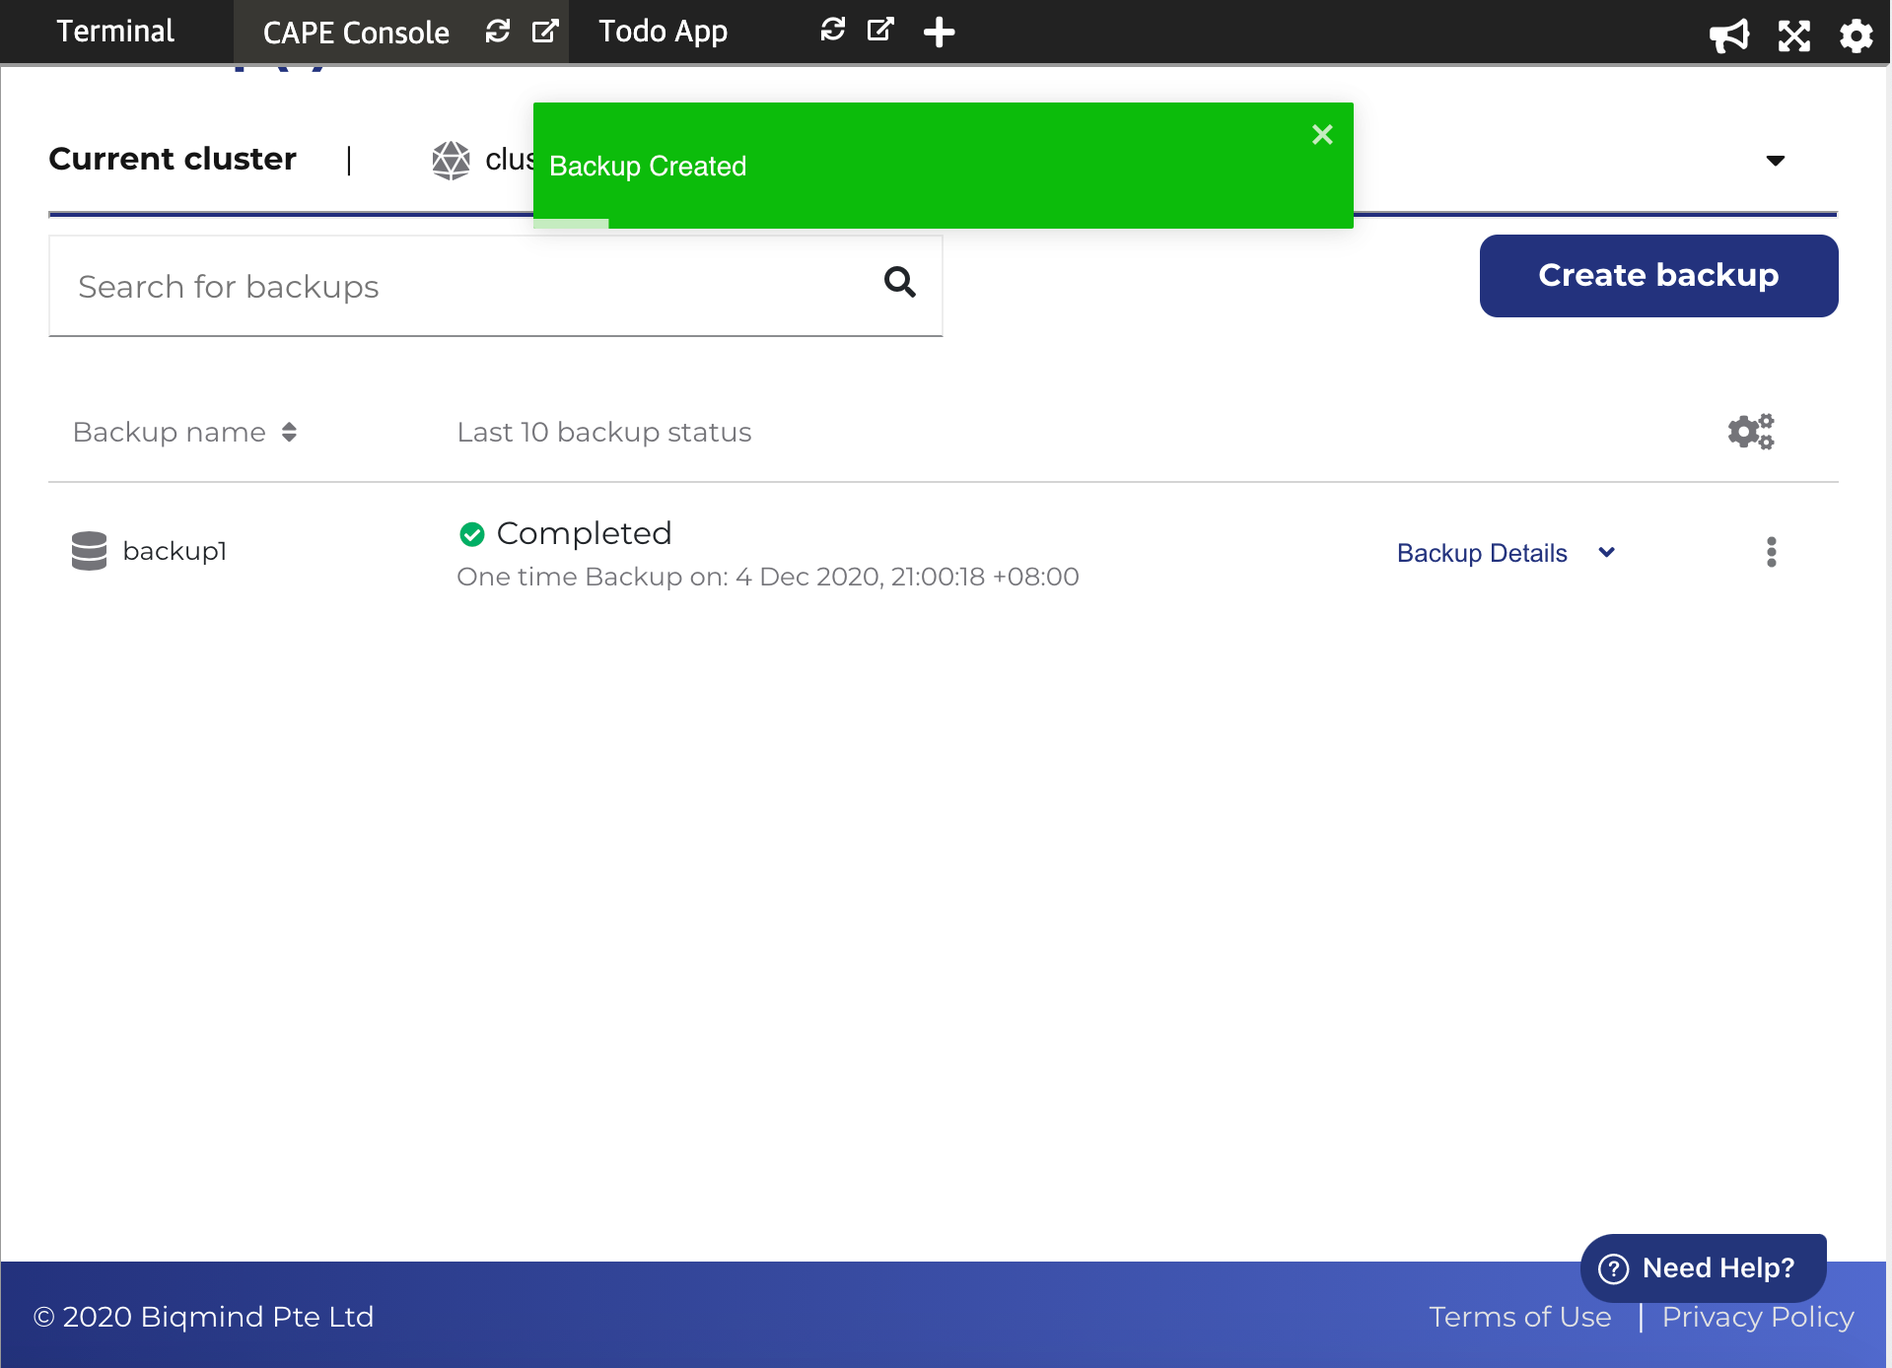 Terminal
CAPE Console
Todo App
Current cluster
clus
Backup Created
Search for backups
Create backup
Backup name
Last 10 backup status
backup1
Completed
One time Backup on: 4 Dec 2020, 21:00:18 +08:00
Backup Details
Need Help?
© 2020 Biqmind Pte Ltd
Terms of Use | Privacy Policy